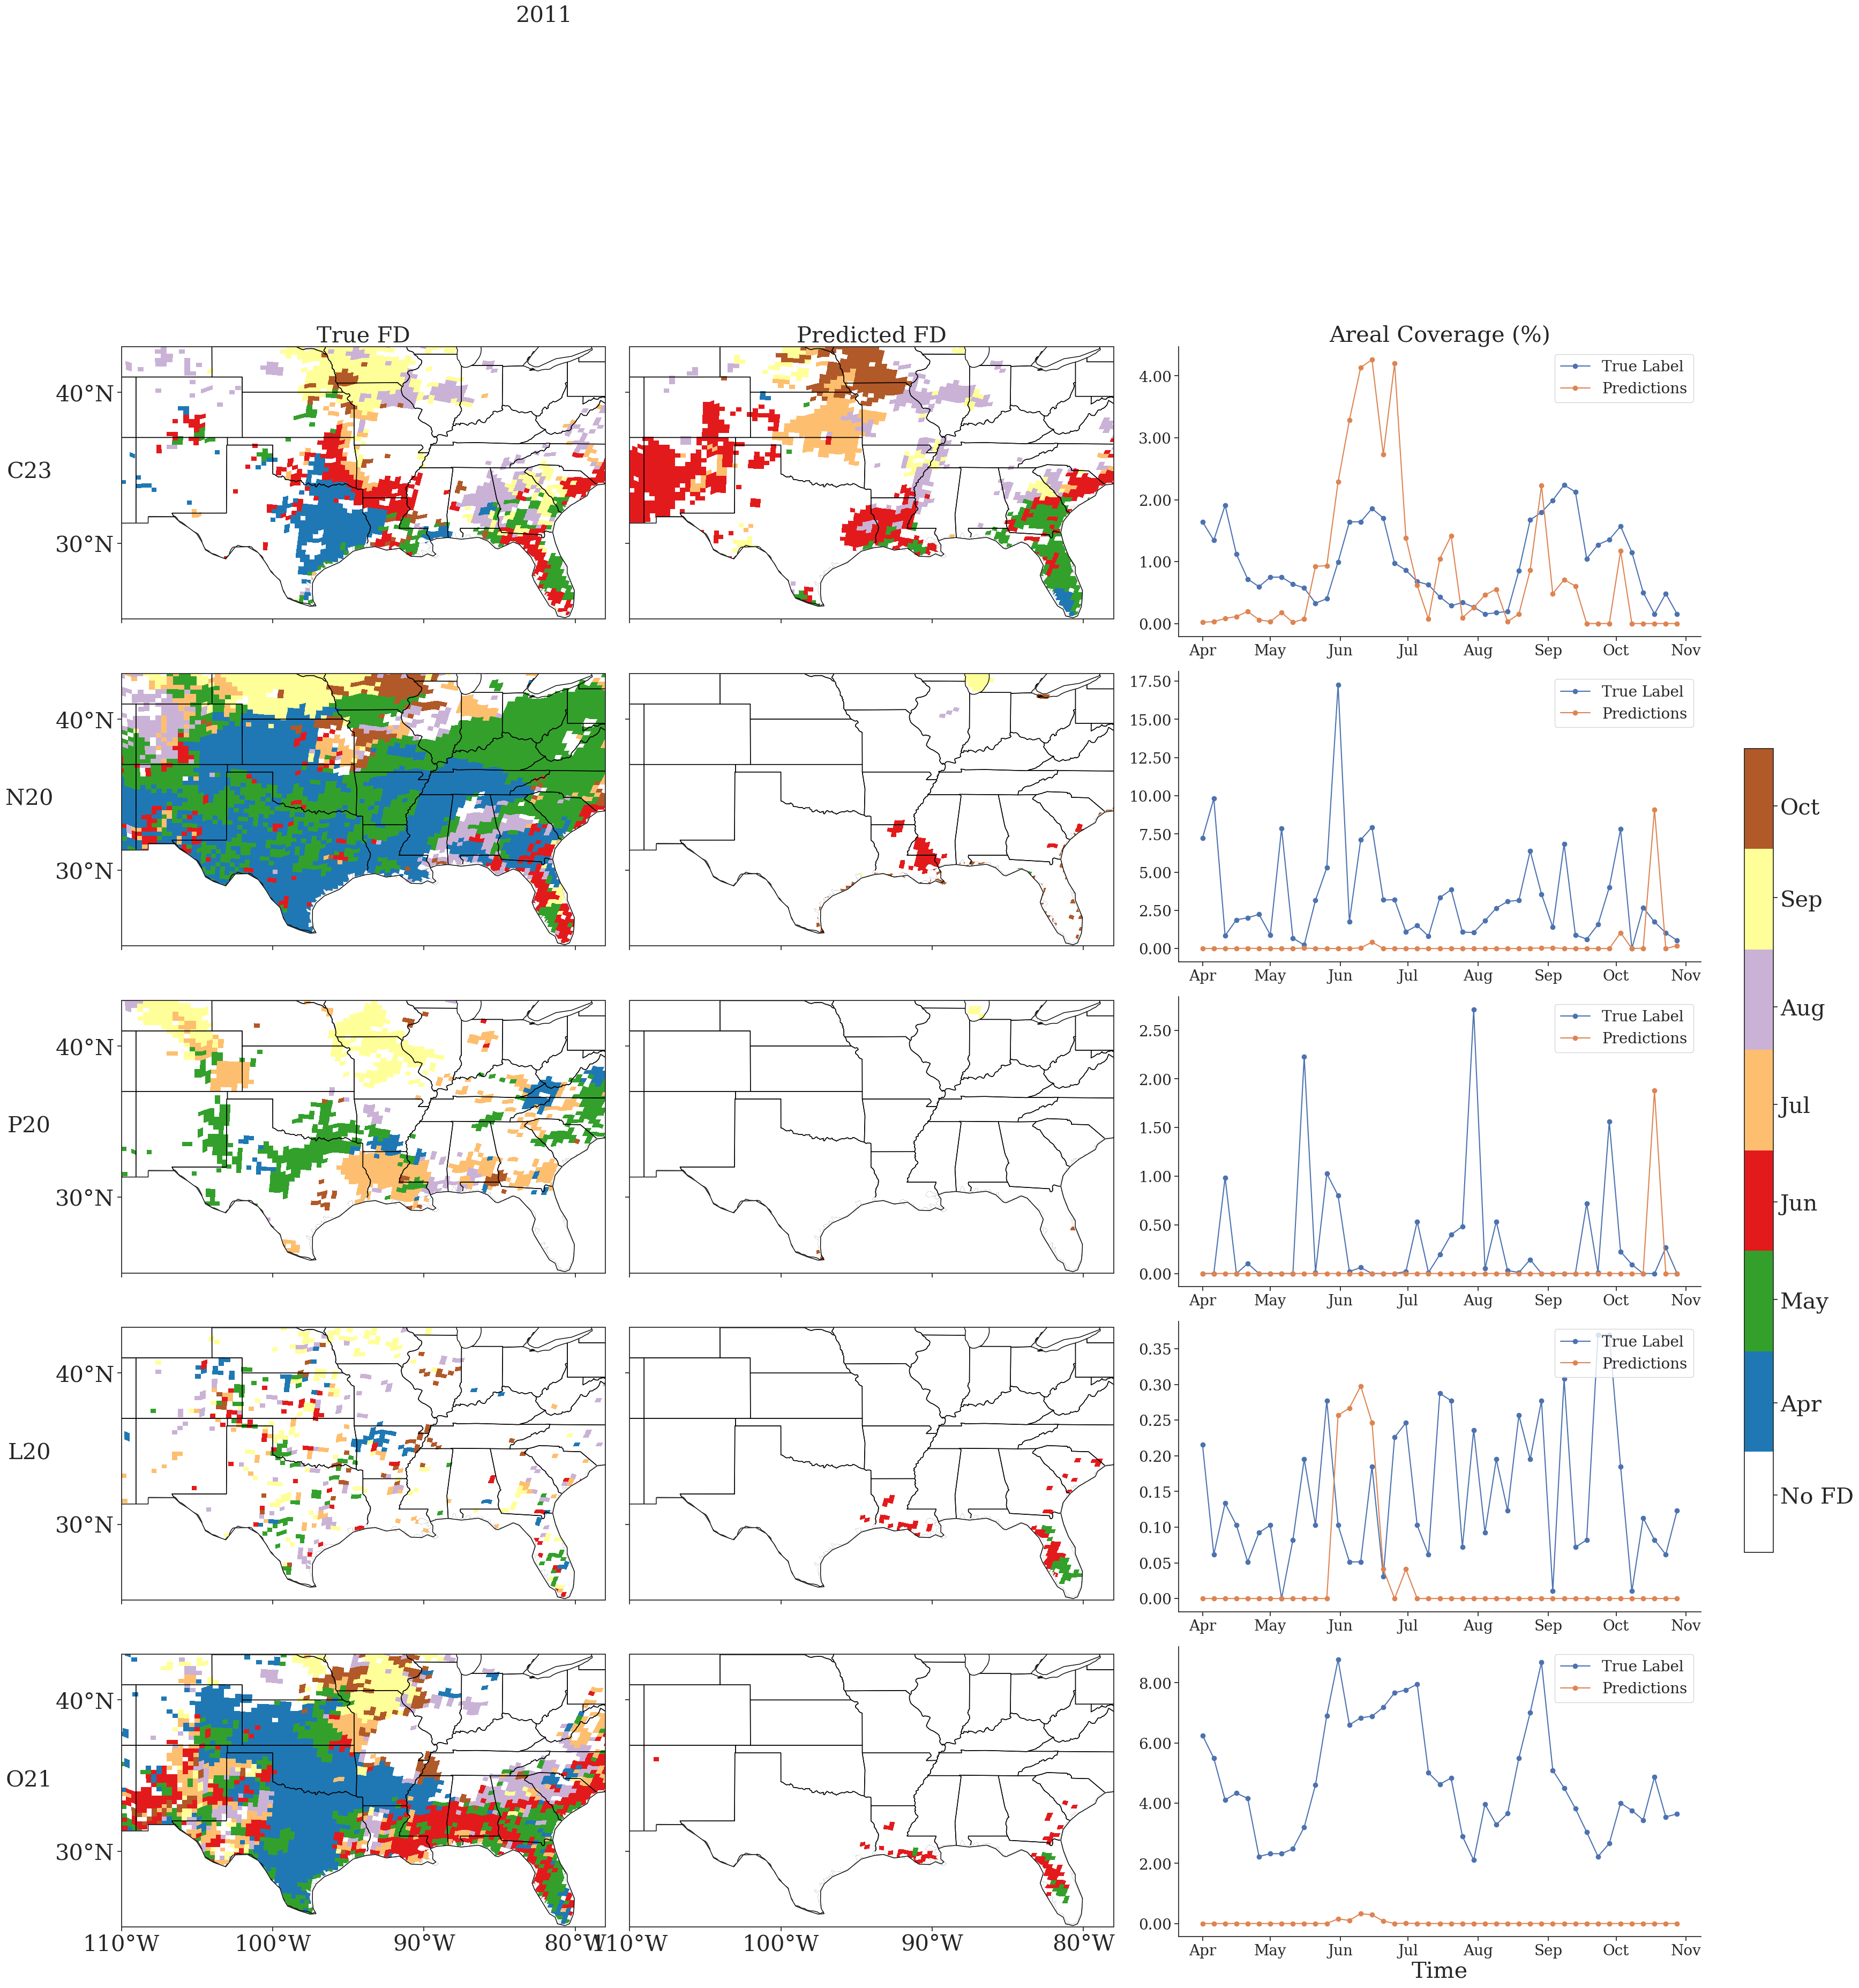 2011
True FD
Predicted FD
Areal Coverage (%)
C23
40°N
30°N
4.00
3.00
2.00
1.00
0.00
True Label
Predictions
Apr May Jun Jul Aug Sep Oct Nov
N20
40°N
30°N
17.50
15.00
12.50
10.00
7.50
5.00
2.50
0.00
True Label
Predictions
Apr May Jun Jul Aug Sep Oct Nov
P20
40°N
30°N
2.50
2.00
1.50
1.00
0.50
0.00
True Label
Predictions
Apr May Jun Jul Aug Sep Oct Nov
L20
40°N
30°N
0.35
0.30
0.25
0.20
0.15
0.10
0.05
0.00
True Label
Predictions
Apr May Jun Jul Aug Sep Oct Nov
O21
40°N
30°N
110°W 100°W 90°W 80°W
110°W 100°W 90°W 80°W
8.00
6.00
4.00
2.00
0.00
True Label
Predictions
Apr May Jun Jul Aug Sep Oct Nov
Time
Oct
Sep
Aug
Jul
Jun
May
Apr
No FD